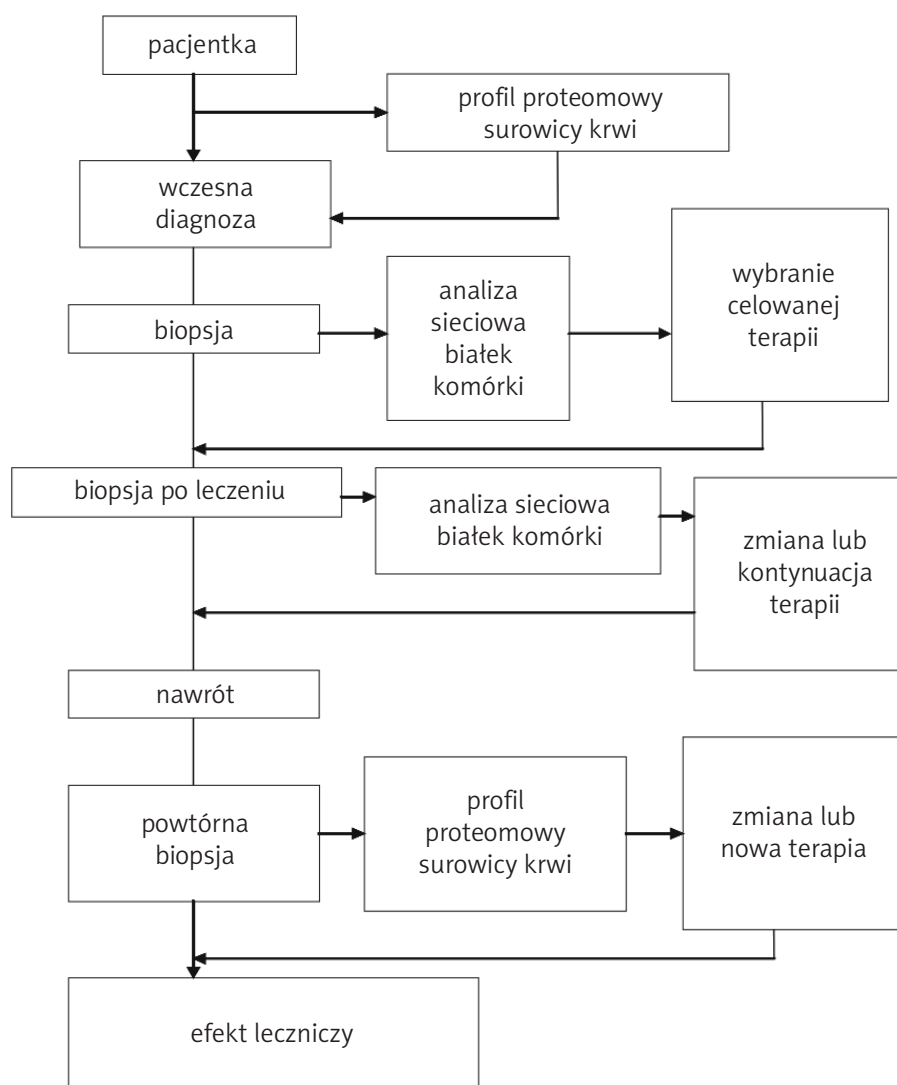 pacjentka
profil proteomowy
surowicy krwi
wczesna
diagnoza
biopsja
analiza
sieciowa
białek
komórki
wybranie
celowanej
terapii
biopsja po leczeniu
analiza sieciowa
białek komórki
zmiana lub
kontynuacja
terapii
nawrót
powtórna
biopsja
profil
proteomowy
surowicy krwi
zmiana lub
nowa terapia
efekt leczniczy